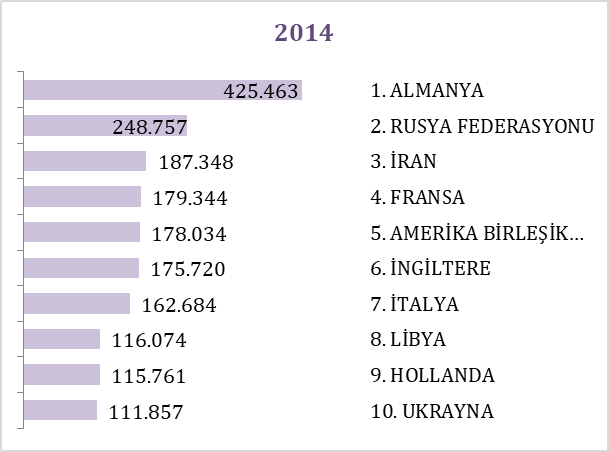 2014
425.463 1. ALMANYA
248.757 2. RUSYA FEDERASYONU
187.348 3. İRAN
179.344 4. FRANSA
178.034 5. AMERİKA BİRLEŞİK...
175.720 6. İNGİLTERE
162.684 7. İTALYA
116.074 8. LİBYA
115.761 9. HOLLANDA
111.857 10. UKRAYNA